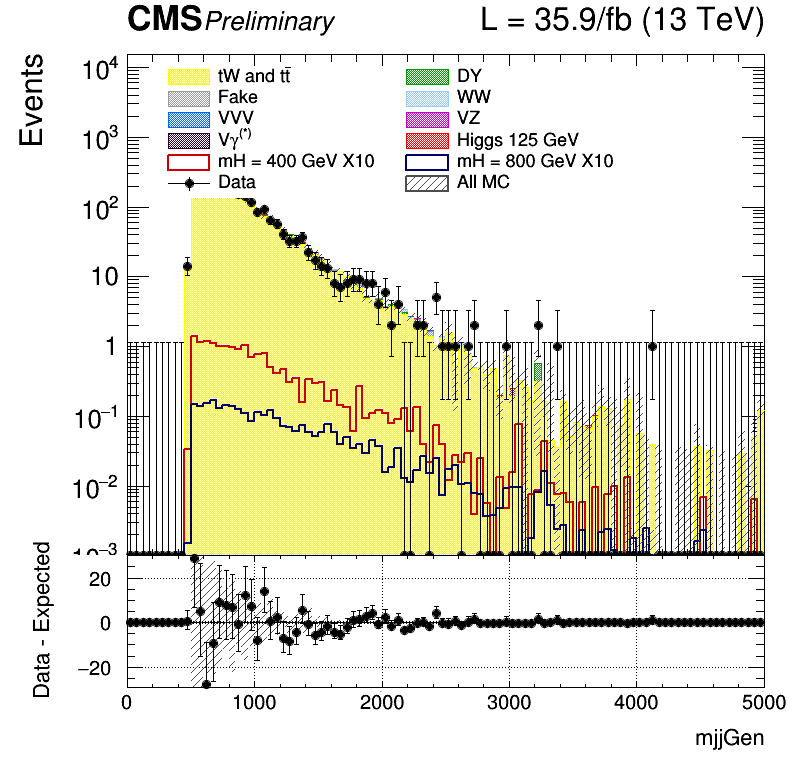 CMS Preliminary L = 35.9/fb (13 TeV)
Events
10⁴
10³
10²
10
1
10⁻¹
10⁻²
10⁻³
tW and tt̄ DY
Fake WW
VVV VZ
Vγ⁽*⁾ Higgs 125 GeV
mH = 400 GeV X10 mH = 800 GeV X10
Data All MC
Data - Expected
20
0
−20
0 1000 2000 3000 4000 5000
mjjGen